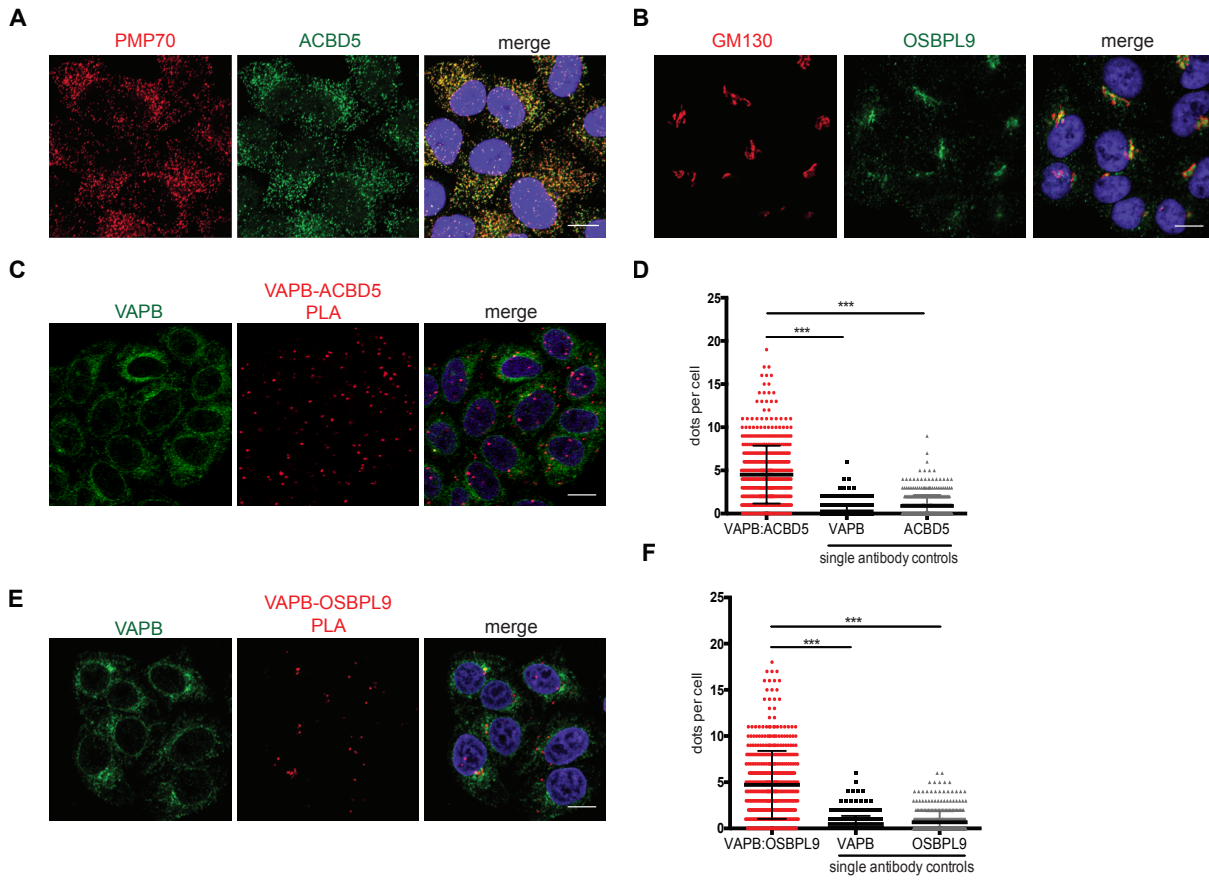 A
PMP70
ACBD5
merge
B
GM130
OSBPL9
merge
C
VAPB
VAPB-ACBD5
PLA
merge
D
dots per cell
25
20
15
10
5
0
***
***
VAPB:ACBD5
VAPB
ACBD5
single antibody controls
E
VAPB
VAPB-OSBPL9
PLA
merge
F
dots per cell
25
20
15
10
5
0
***
***
VAPB:OSBPL9
VAPB
OSBPL9
single antibody controls